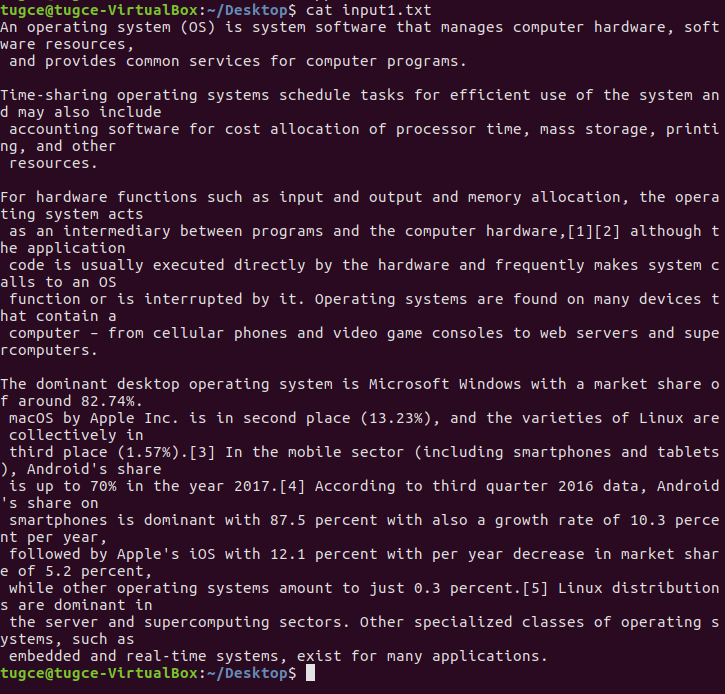 tugce@tugce-VirtualBox:~/Desktop$ cat input1.txt
An operating system (OS) is system software that manages computer hardware, soft
ware resources,
 and provides common services for computer programs.

Time-sharing operating systems schedule tasks for efficient use of the system an
d may also include
 accounting software for cost allocation of processor time, mass storage, printi
ng, and other
 resources.

For hardware functions such as input and output and memory allocation, the opera
ting system acts
 as an intermediary between programs and the computer hardware,[1][2] although t
he application
 code is usually executed directly by the hardware and frequently makes system c
alls to an OS
 function or is interrupted by it. Operating systems are found on many devices t
hat contain a
 computer – from cellular phones and video game consoles to web servers and supe
rcomputers.

The dominant desktop operating system is Microsoft Windows with a market share o
f around 82.74%.
 macOS by Apple Inc. is in second place (13.23%), and the varieties of Linux are
 collectively in
 third place (1.57%).[3] In the mobile sector (including smartphones and tablets
), Android's share
 is up to 70% in the year 2017.[4] According to third quarter 2016 data, Android
's share on
 smartphones is dominant with 87.5 percent with also a growth rate of 10.3 perce
nt per year,
 followed by Apple's iOS with 12.1 percent with per year decrease in market shar
e of 5.2 percent,
 while other operating systems amount to just 0.3 percent.[5] Linux distribution
s are dominant in
 the server and supercomputing sectors. Other specialized classes of operating s
ystems, such as
 embedded and real-time systems, exist for many applications.
tugce@tugce-VirtualBox:~/Desktop$